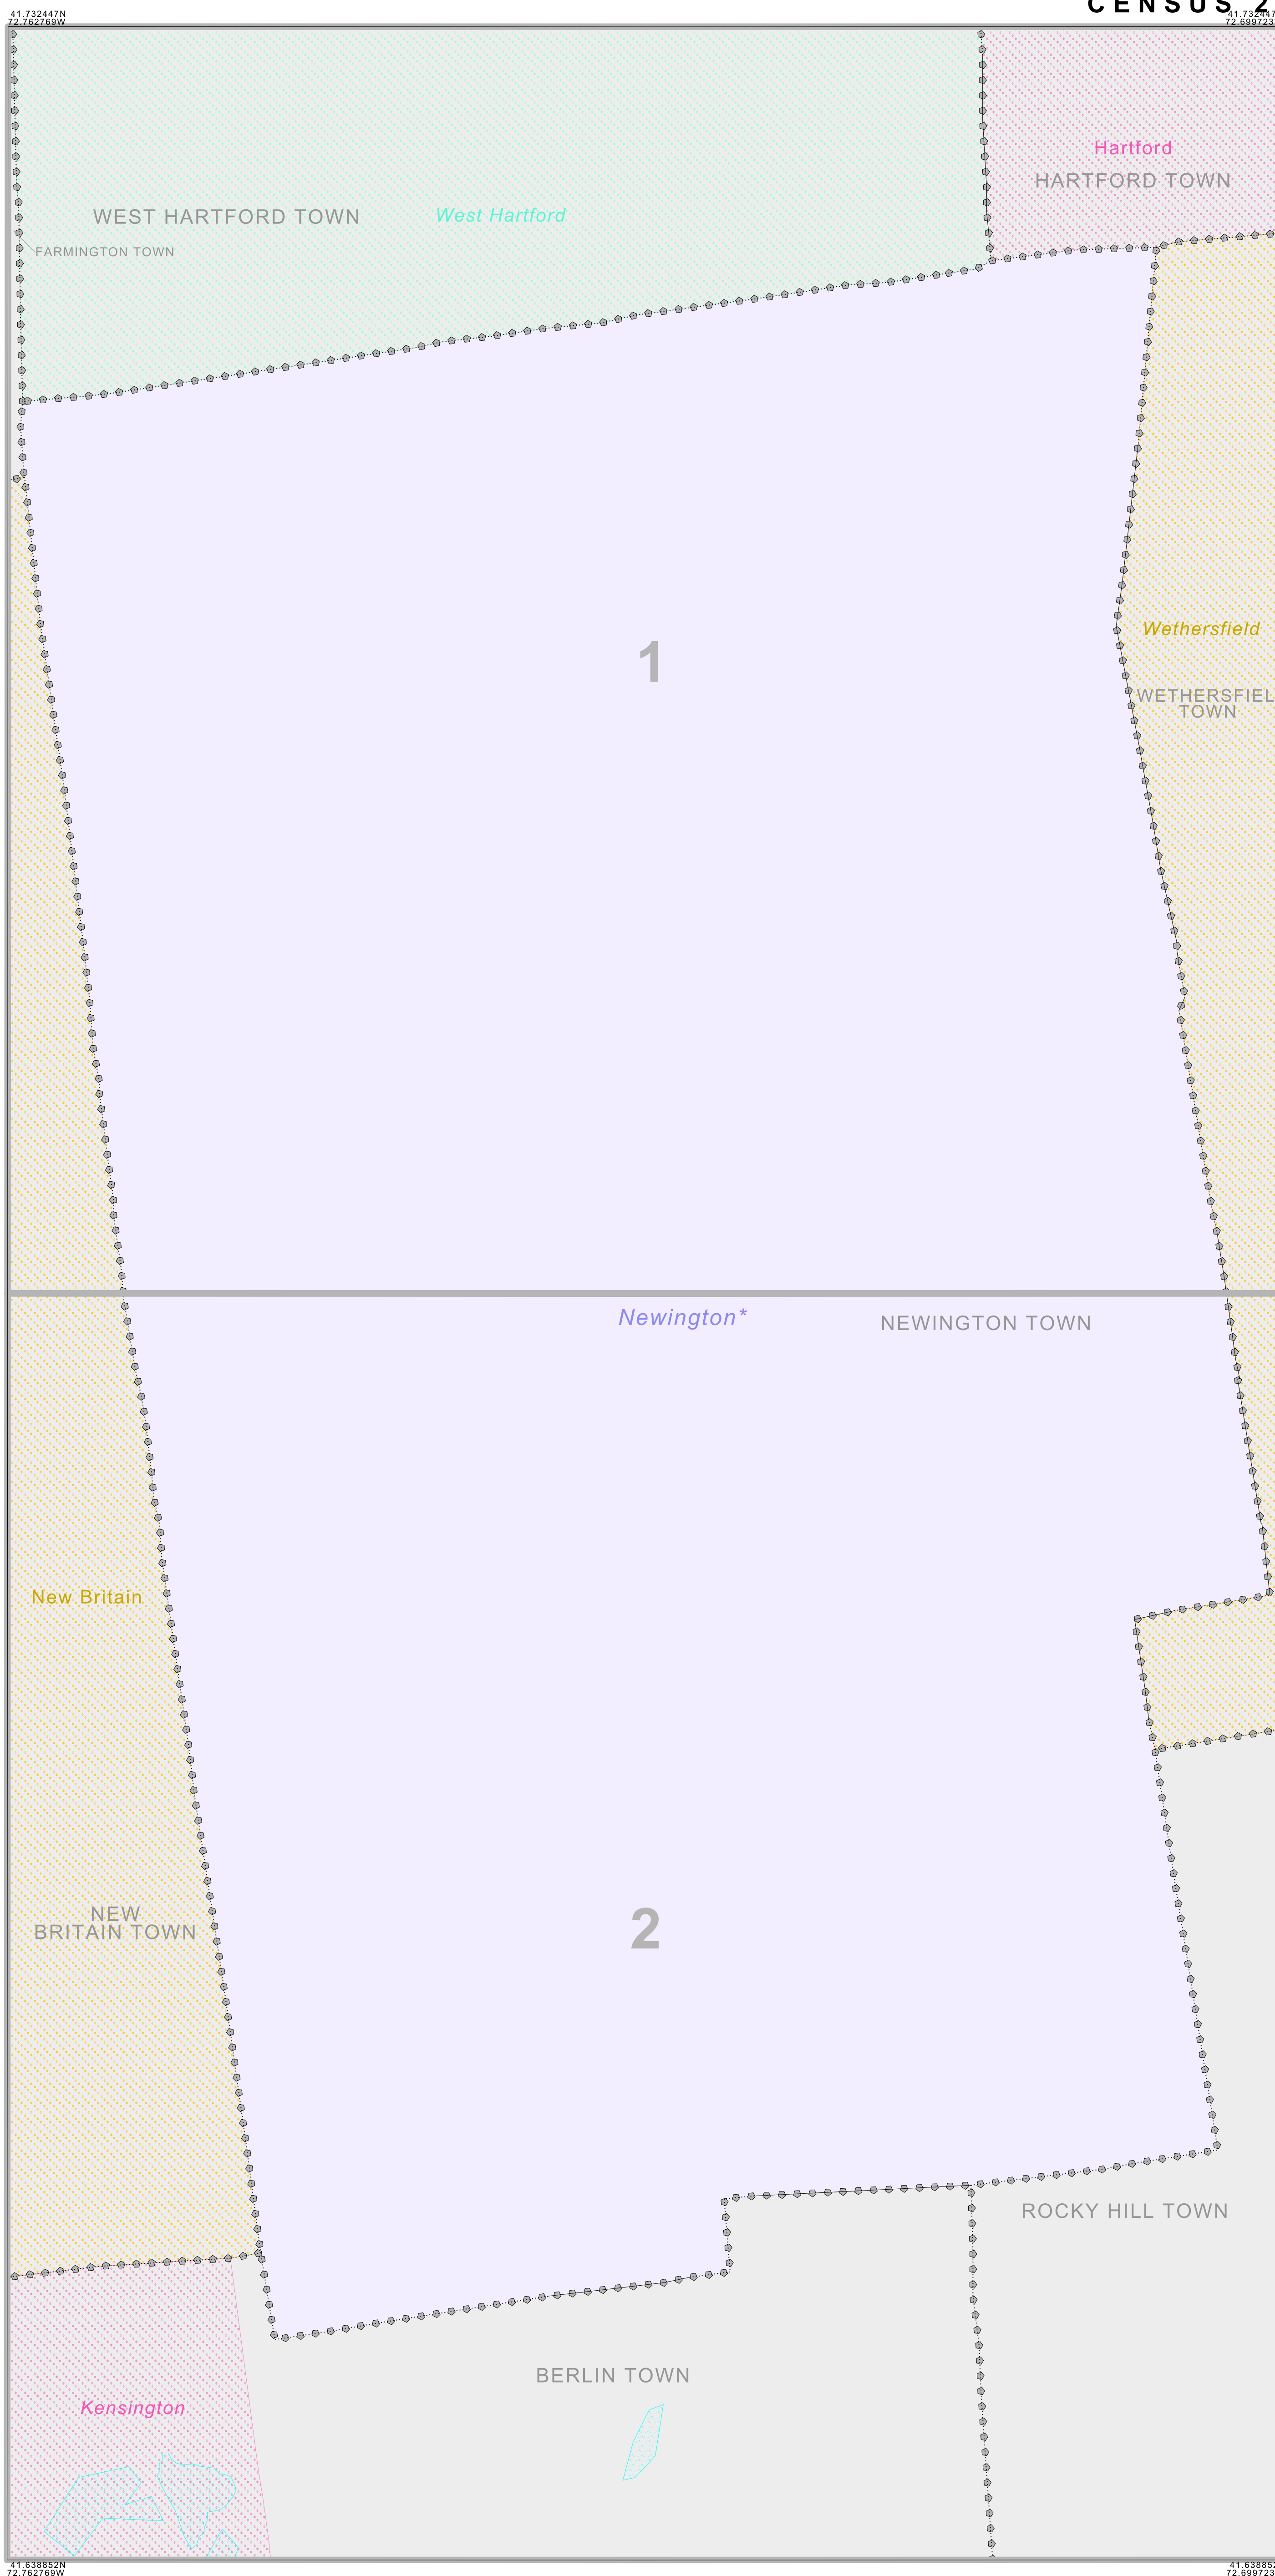 CENSUS 2
41.732447N
72.762769W
41.732447
72.699723
Hartford
HARTFORD TOWN
WEST HARTFORD TOWN
West Hartford
FARMINGTON TOWN
1
Wethersfield
WETHERSFIEL
TOWN
Newington*
NEWINGTON TOWN
New Britain
NEW
BRITAIN TOWN
2
ROCKY HILL TOWN
BERLIN TOWN
Kensington
41.638852N
72.762769W
41.638852
72.699723